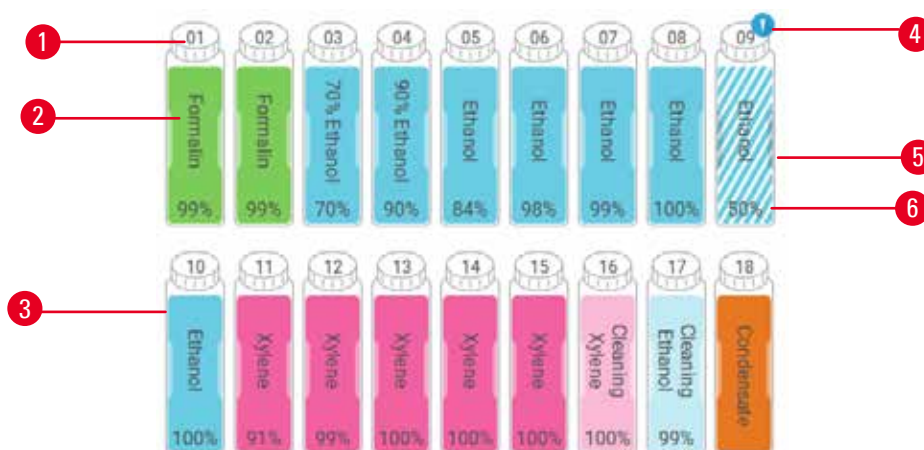 1
01 02 03 04 05 06 07 08 09
4
2
Formalin Formalin 70% Ethanol 90% Ethanol Ethanol Ethanol Ethanol Ethanol Ethanol
5
99% 99% 70% 90% 84% 98% 99% 100% 50%
6
10 11 12 13 14 15 16 17 18
3
Ethanol Xylene Xylene Xylene Xylene Xylene Cleaning Xylene Cleaning Ethanol Condensate
100% 91% 99% 100% 100% 100% 100% 99%